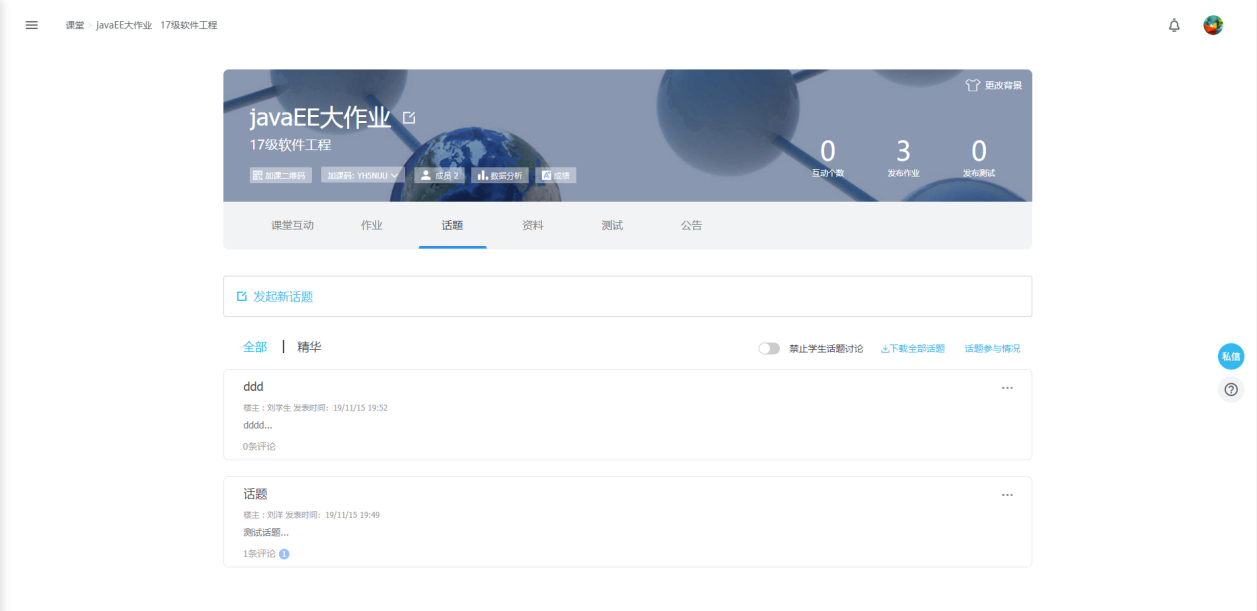 课堂 > javaEE大作业 17级软件工程
更改背景
javaEE大作业
17级软件工程
0 3 0
互动个数 发布作业 发布测试
加课二维码 加课码: YH5NUU 成员 2 数据分析 成绩
课堂互动 作业 话题 资料 测试 公告
发起新话题
全部 | 精华 禁止学生话题讨论 下载全部话题 话题参与情况
ddd
楼主：刘学生 发表时间：19/11/15 19:52
dddd...
0条评论
话题
楼主：刘洋 发表时间：19/11/15 19:49
测试话题...
1条评论 1
私信